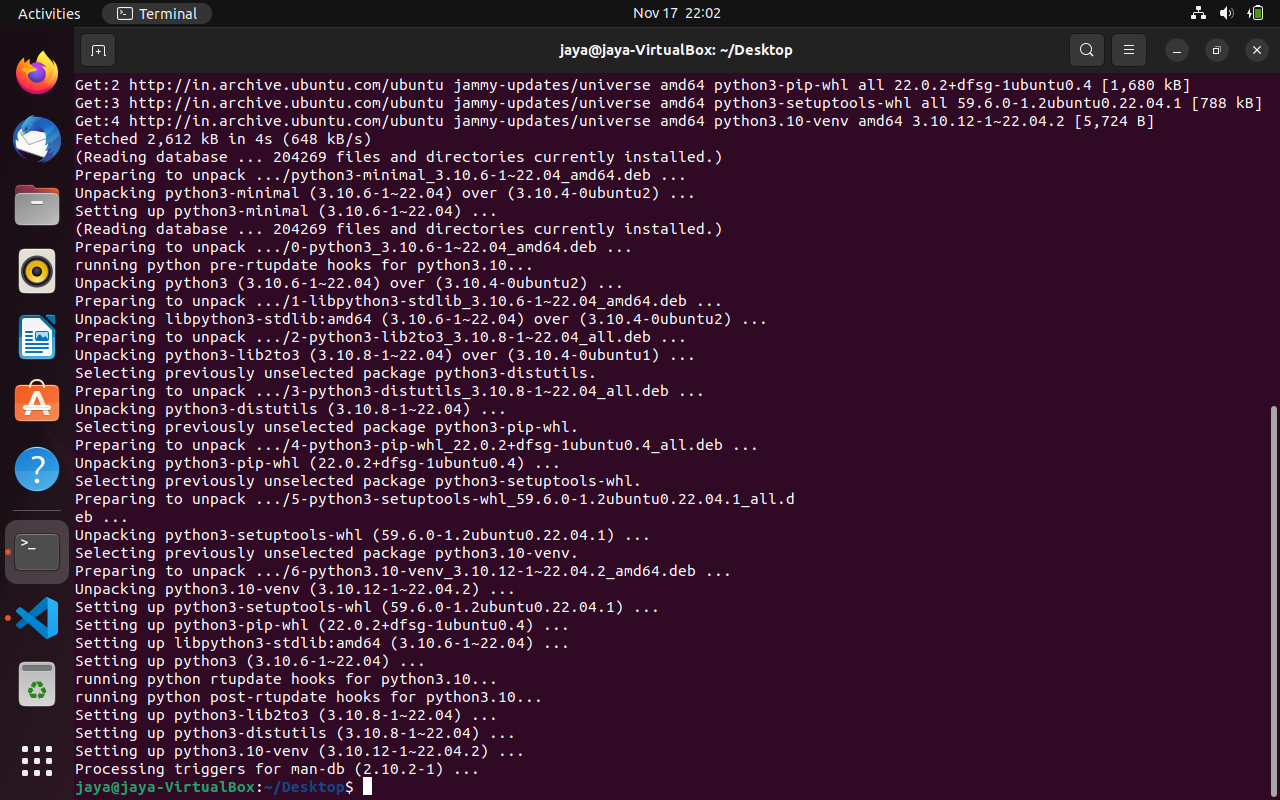 Activities
Terminal
Nov 17 22:02
jaya@jaya-VirtualBox: ~/Desktop
Get:2 http://in.archive.ubuntu.com/ubuntu jammy-updates/universe amd64 python3-pip-whl all 22.0.2+dfsg-1ubuntu0.4 [1,680 kB]
Get:3 http://in.archive.ubuntu.com/ubuntu jammy-updates/universe amd64 python3-setuptools-whl all 59.6.0-1.2ubuntu0.22.04.1 [788 kB]
Get:4 http://in.archive.ubuntu.com/ubuntu jammy-updates/universe amd64 python3.10-venv amd64 3.10.12-1~22.04.2 [5,724 B]
Fetched 2,612 kB in 4s (648 kB/s)
(Reading database ... 204269 files and directories currently installed.)
Preparing to unpack .../python3-minimal_3.10.6-1~22.04_amd64.deb ...
Unpacking python3-minimal (3.10.6-1~22.04) over (3.10.4-0ubuntu2) ...
Setting up python3-minimal (3.10.6-1~22.04) ...
(Reading database ... 204269 files and directories currently installed.)
Preparing to unpack .../0-python3_3.10.6-1~22.04_amd64.deb ...
running python pre-rtupdate hooks for python3.10...
Unpacking python3 (3.10.6-1~22.04) over (3.10.4-0ubuntu2) ...
Preparing to unpack .../1-libpython3-stdlib_3.10.6-1~22.04_amd64.deb ...
Unpacking libpython3-stdlib:amd64 (3.10.6-1~22.04) over (3.10.4-0ubuntu2) ...
Preparing to unpack .../2-python3-lib2to3_3.10.8-1~22.04_all.deb ...
Unpacking python3-lib2to3 (3.10.8-1~22.04) over (3.10.4-0ubuntu1) ...
Selecting previously unselected package python3-distutils.
Preparing to unpack .../3-python3-distutils_3.10.8-1~22.04_all.deb ...
Unpacking python3-distutils (3.10.8-1~22.04) ...
Selecting previously unselected package python3-pip-whl.
Preparing to unpack .../4-python3-pip-whl_22.0.2+dfsg-1ubuntu0.4_all.deb ...
Unpacking python3-pip-whl (22.0.2+dfsg-1ubuntu0.4) ...
Selecting previously unselected package python3-setuptools-whl.
Preparing to unpack .../5-python3-setuptools-whl_59.6.0-1.2ubuntu0.22.04.1_all.d
eb ...
Unpacking python3-setuptools-whl (59.6.0-1.2ubuntu0.22.04.1) ...
Selecting previously unselected package python3.10-venv.
Preparing to unpack .../6-python3.10-venv_3.10.12-1~22.04.2_amd64.deb ...
Unpacking python3.10-venv (3.10.12-1~22.04.2) ...
Setting up python3-setuptools-whl (59.6.0-1.2ubuntu0.22.04.1) ...
Setting up python3-pip-whl (22.0.2+dfsg-1ubuntu0.4) ...
Setting up libpython3-stdlib:amd64 (3.10.6-1~22.04) ...
Setting up python3 (3.10.6-1~22.04) ...
running python rtupdate hooks for python3.10...
running python post-rtupdate hooks for python3.10...
Setting up python3-lib2to3 (3.10.8-1~22.04) ...
Setting up python3-distutils (3.10.8-1~22.04) ...
Setting up python3.10-venv (3.10.12-1~22.04.2) ...
Processing triggers for man-db (2.10.2-1) ...
jaya@jaya-VirtualBox:~/Desktop$